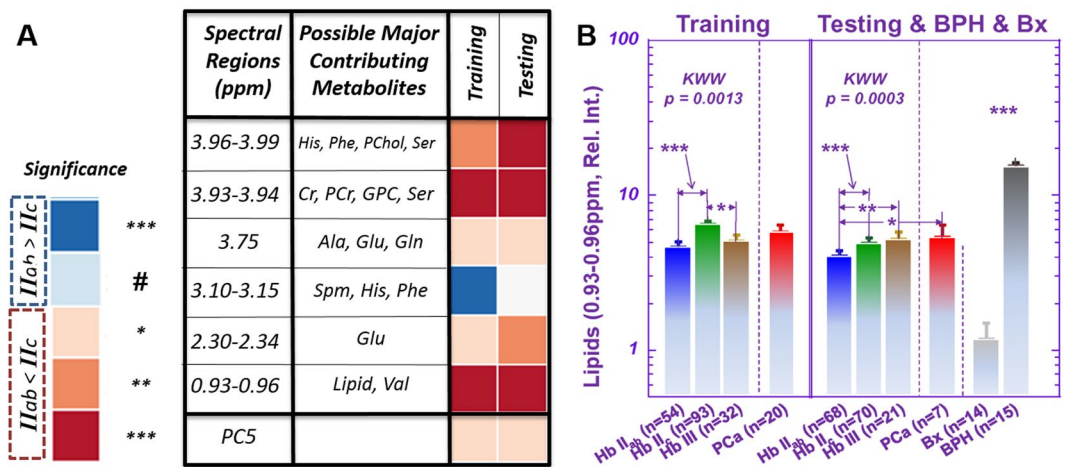 A
Significance
IIab > IIc
IIab < IIc
***
#
*
**
***
Spectral Regions (ppm)
Possible Major Contributing Metabolites
Training
Testing
3.96-3.99
His, Phe, PChol, Ser
3.93-3.94
Cr, PCr, GPC, Ser
3.75
Ala, Glu, Gln
3.10-3.15
Spm, His, Phe
2.30-2.34
Glu
0.93-0.96
Lipid, Val
PC5
B
Training
Testing & BPH & Bx
Lipids (0.93-0.96ppm, Rel. Int.)
100
10
1
KWW
p = 0.0013
***
*
KWW
p = 0.0003
***
**
*
***
Hb IIab (n=54)
Hb IIc (n=93)
Hb III (n=32)
PCa (n=20)
Hb IIab (n=68)
Hb IIc (n=70)
Hb III (n=21)
PCa (n=7)
Bx (n=14)
BPH (n=15)